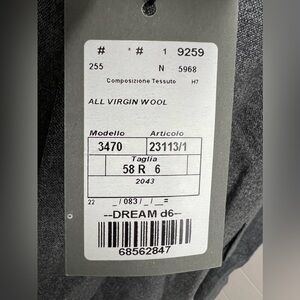 # * # 1 9259
255 N 5968
Composizione Tessuto H7
ALL VIRGIN WOOL
Modello Articolo
3470 23113/1
Taglia
58 R 6
2043
22 _/083/_/__=
--DREAM d6--
68562847